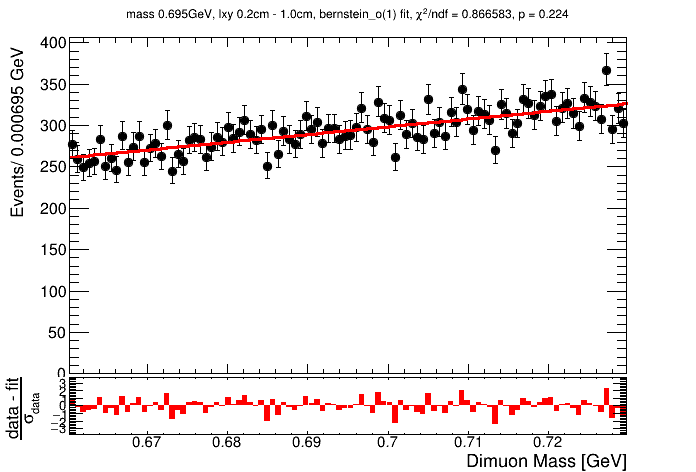 mass 0.695GeV, lxy 0.2cm - 1.0cm, bernstein_o(1) fit, χ²/ndf = 0.866583, p = 0.224
Events/ 0.000695 GeV
400
350
300
250
200
150
100
50
0
data - fit
σdata
3
2
1
0
−1
−2
−3
0.67 0.68 0.69 0.7 0.71 0.72
Dimuon Mass [GeV]